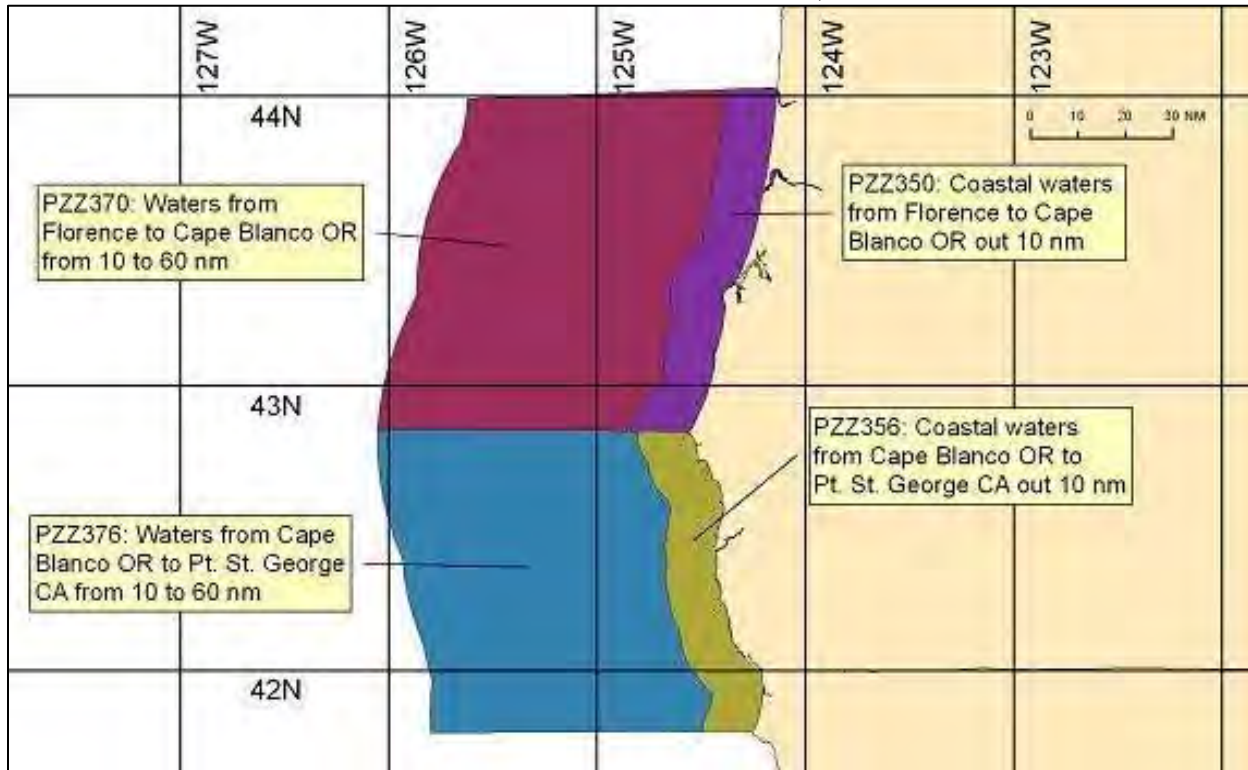 127W
126W
125W
124W
123W
44N
0 10 20 30 NM
PZZ370: Waters from
Florence to Cape Blanco OR
from 10 to 60 nm
PZZ350: Coastal waters
from Florence to Cape
Blanco OR out 10 nm
43N
PZZ356: Coastal waters
from Cape Blanco OR to
Pt. St. George CA out 10 nm
PZZ376: Waters from Cape
Blanco OR to Pt. St. George
CA from 10 to 60 nm
42N